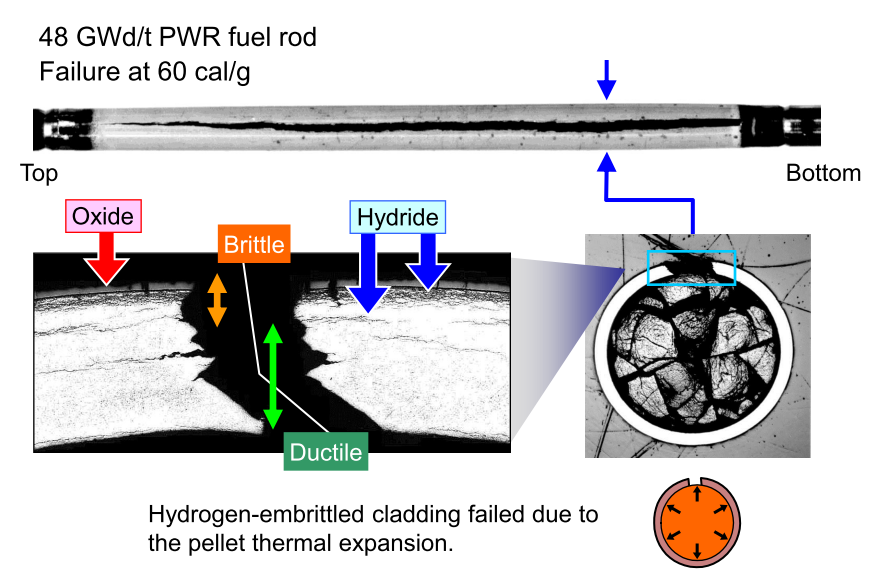 48 GWd/t PWR fuel rod
Failure at 60 cal/g
Top
Bottom
Oxide
Brittle
Hydride
Ductile
Hydrogen-embrittled cladding failed due to
the pellet thermal expansion.